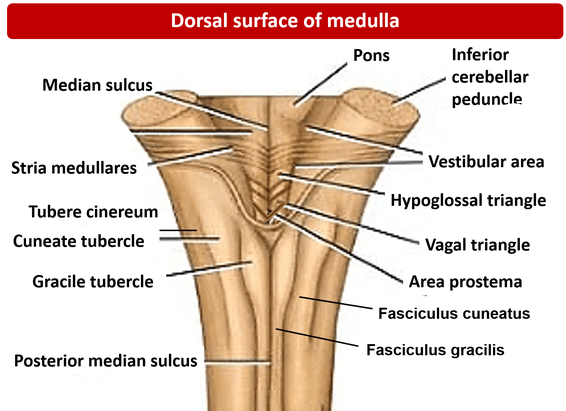 Dorsal surface of medulla
Pons
Inferior
cerebellar
peduncle
Median sulcus
Vestibular area
Stria medullares
Hypoglossal triangle
Tubere cinereum
Cuneate tubercle
Vagal triangle
Gracile tubercle
Area prostema
Fasciculus cuneatus
Fasciculus gracilis
Posterior median sulcus